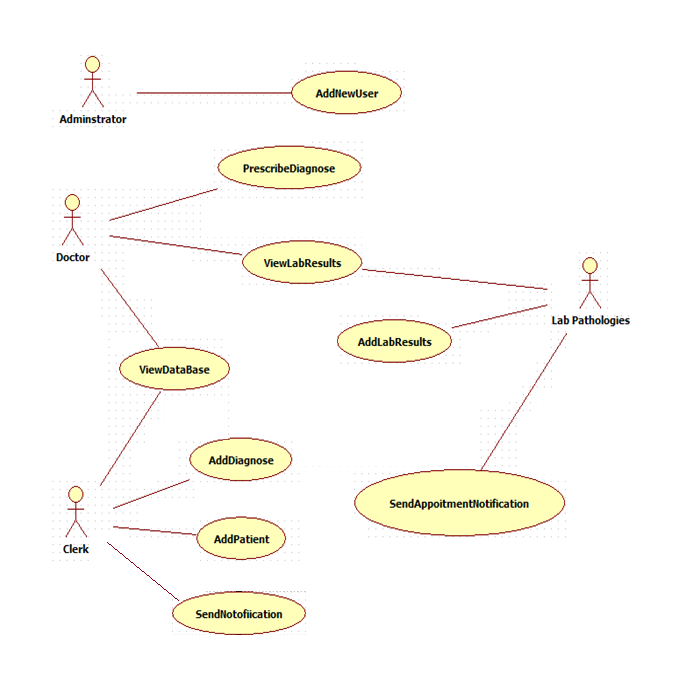 AddNewUser
Adminstrator
PrescribeDiagnose
Doctor
ViewLabResults
Lab Pathologies
AddLabResults
ViewDataBase
AddDiagnose
SendAppoitmentNotification
AddPatient
Clerk
SendNotofiication